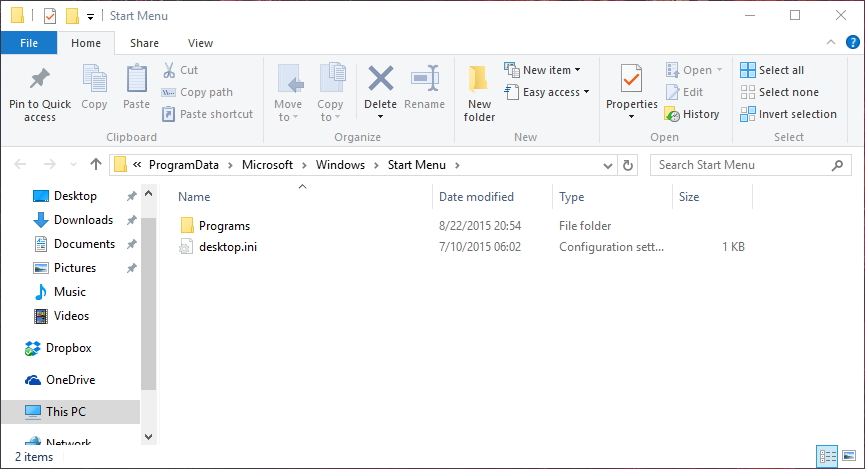 Start Menu
File Home Share View
Pin to Quick access
Copy
Paste
Cut
Copy path
Paste shortcut
Clipboard
Move to
Copy to
Delete
Rename
Organize
New folder
New item
Easy access
New
Properties
Open
Edit
History
Open
Select all
Select none
Invert selection
Select
« ProgramData > Microsoft > Windows > Start Menu >
Search Start Menu
Desktop
Downloads
Documents
Pictures
Music
Videos
Dropbox
OneDrive
This PC
Network
Name Date modified Type Size
Programs 8/22/2015 20:54 File folder
desktop.ini 7/10/2015 06:02 Configuration sett... 1 KB
2 items